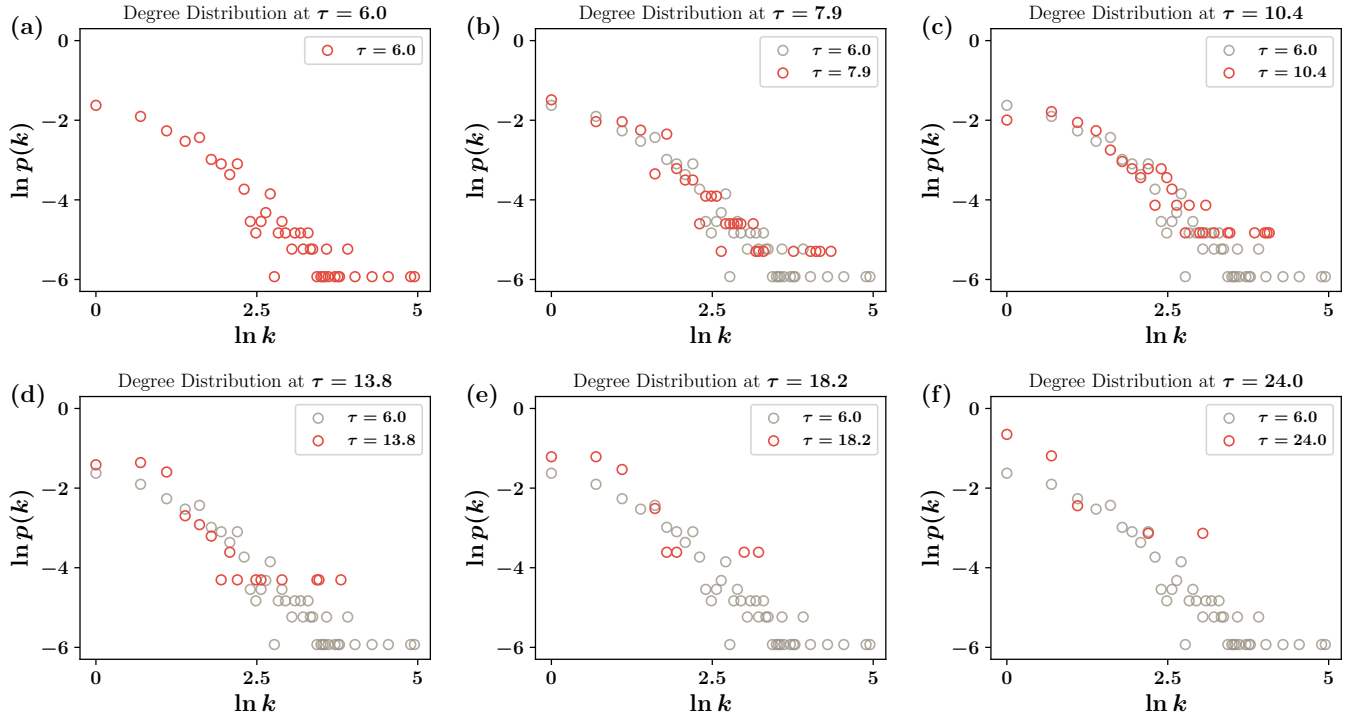 (a)
Degree Distribution at τ = 6.0
τ = 6.0
0
−2
−4
−6
ln p(k)
0 2.5 5
ln k
(b)
Degree Distribution at τ = 7.9
τ = 6.0
τ = 7.9
0
−2
−4
−6
ln p(k)
0 2.5 5
ln k
(c)
Degree Distribution at τ = 10.4
τ = 6.0
τ = 10.4
0
−2
−4
−6
ln p(k)
0 2.5 5
ln k
(d)
Degree Distribution at τ = 13.8
τ = 6.0
τ = 13.8
0
−2
−4
−6
ln p(k)
0 2.5 5
ln k
(e)
Degree Distribution at τ = 18.2
τ = 6.0
τ = 18.2
0
−2
−4
−6
ln p(k)
0 2.5 5
ln k
(f)
Degree Distribution at τ = 24.0
τ = 6.0
τ = 24.0
0
−2
−4
−6
ln p(k)
0 2.5 5
ln k